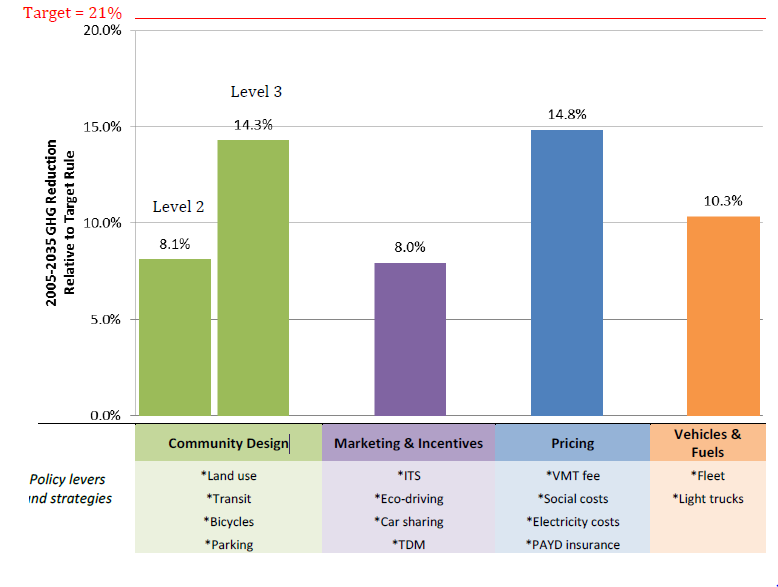 Target = 21%
20.0%
Level 3
14.3%
14.8%
15.0%
Level 2
8.1%
8.0%
10.3%
10.0%
5.0%
0.0%
2005-2035 GHG Reduction
Relative to Target Rule
Community Design
Marketing & Incentives
Pricing
Vehicles &
Fuels
Policy levers
and strategies
*Land use
*Transit
*Bicycles
*Parking
*ITS
*Eco-driving
*Car sharing
*TDM
*VMT fee
*Social costs
*Electricity costs
*PAYD insurance
*Fleet
*Light trucks